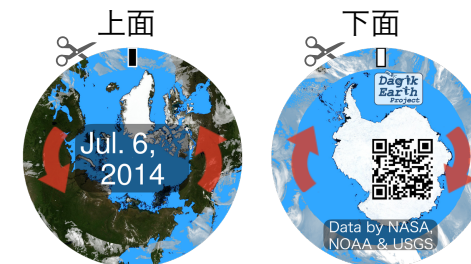 上面
下面
Jul. 6,
2014
Dagik
Earth
Project
Data by NASA,
NOAA & USGS